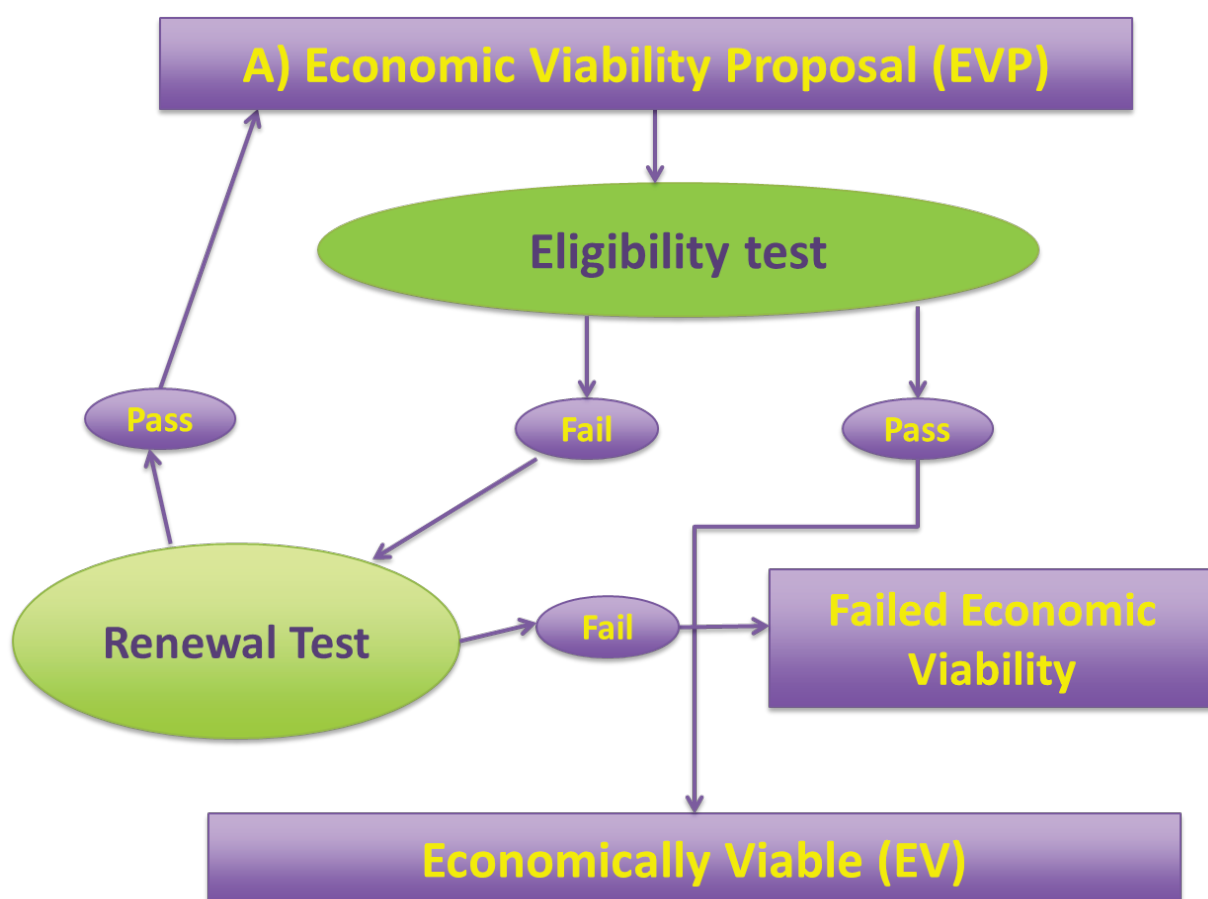 A) Economic Viability Proposal (EVP)
Eligibility test
Pass
Fail
Pass
Renewal Test
Fail
Failed Economic
Viability
Economically Viable (EV)